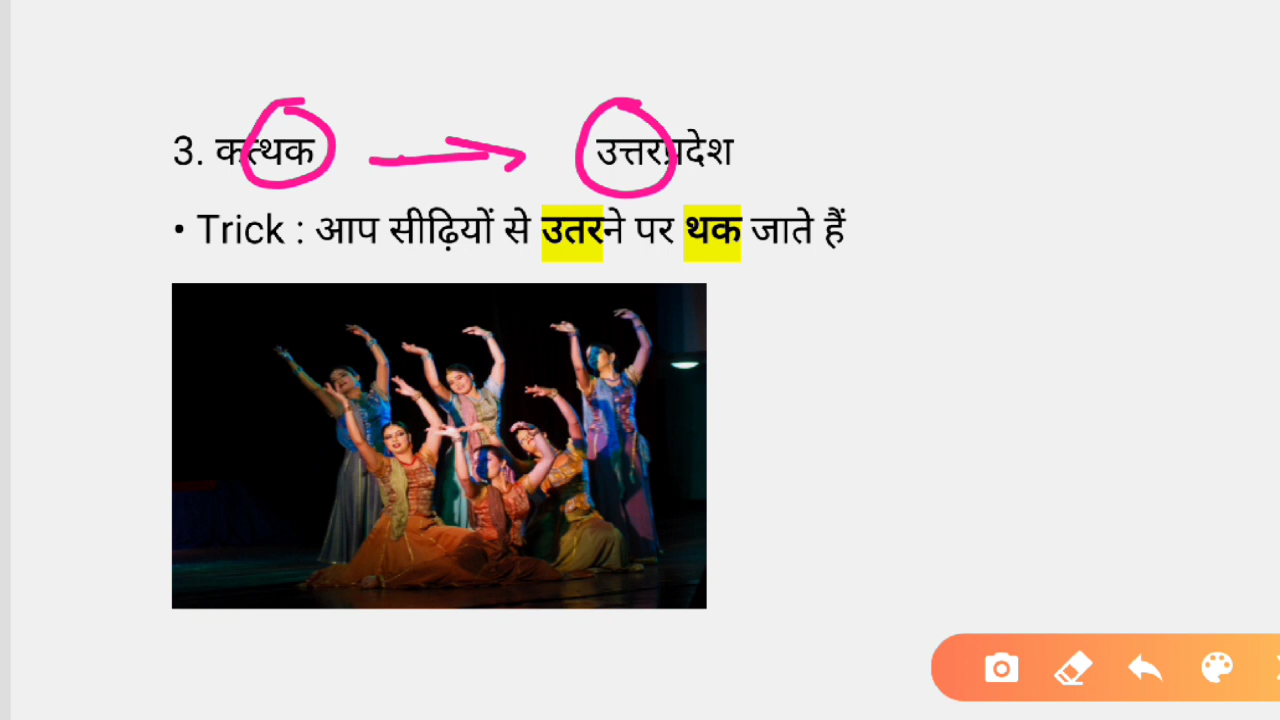 3. कत्थक उत्तरप्रदेश
• Trick : आप सीढ़ियों से उतरने पर थक जाते हैं